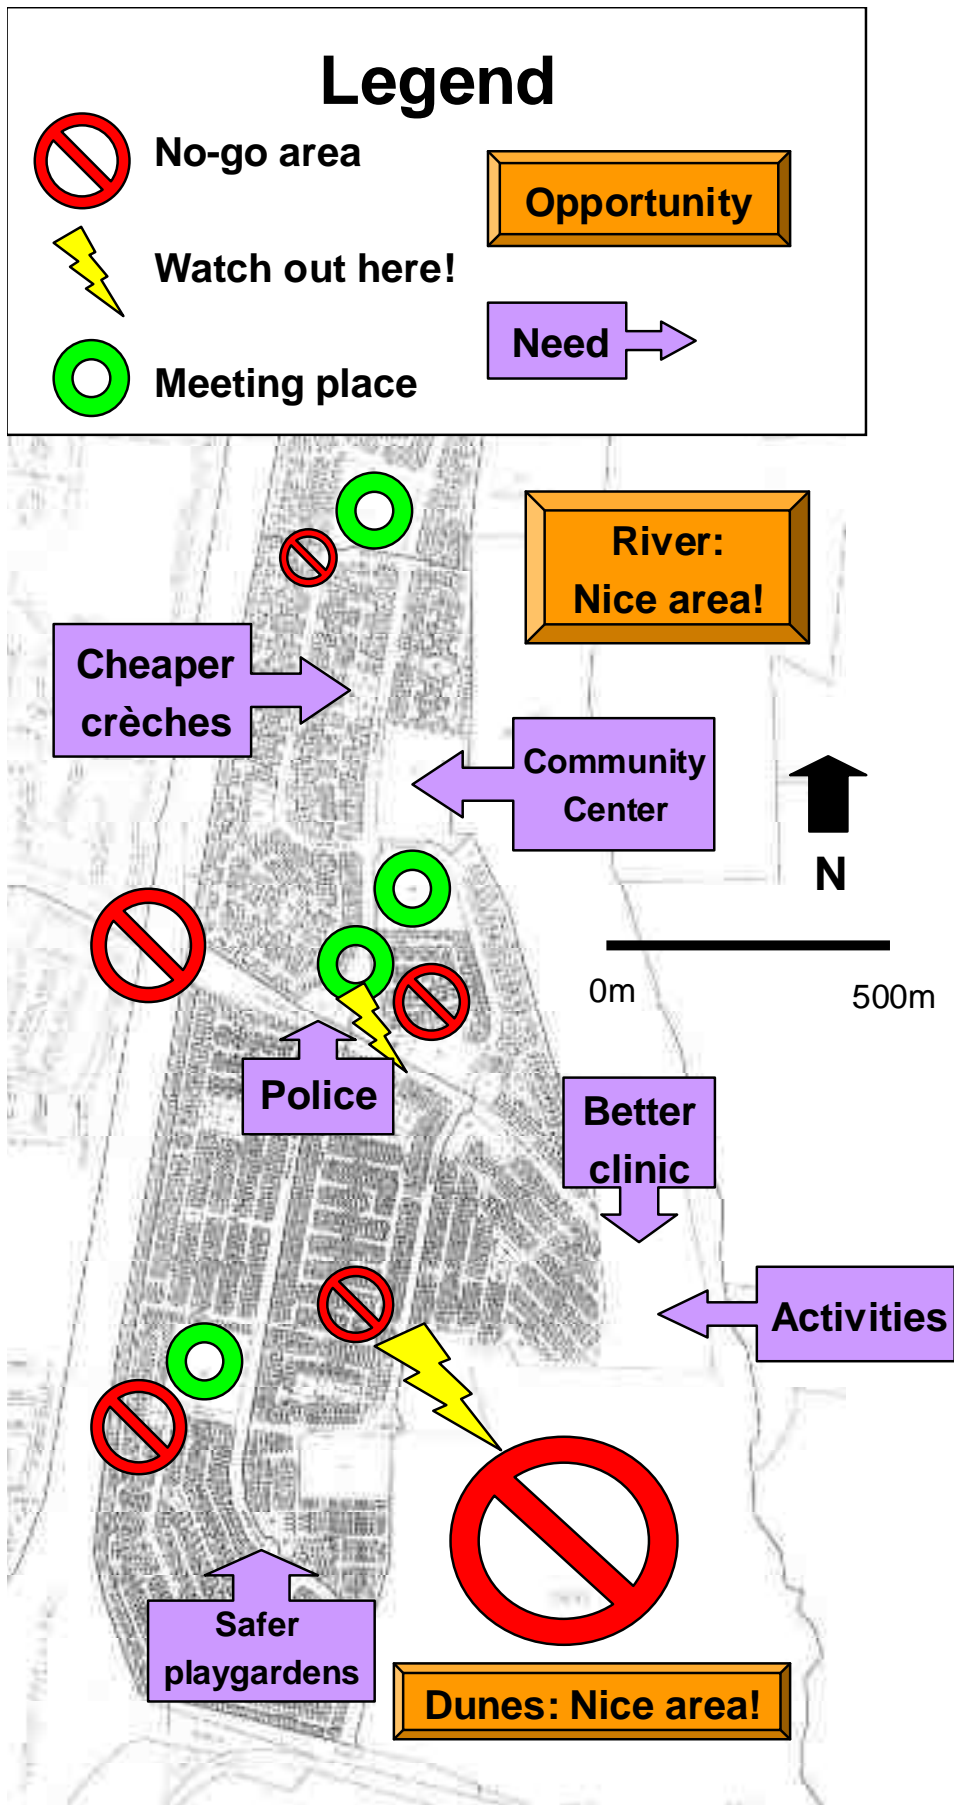 Legend
No-go area
Opportunity
Watch out here!
Need
Meeting place
River:
Nice area!
Cheaper
crèches
Community
Center
N
0m
500m
Police
Better
clinic
Activities
Safer
playgardens
Dunes: Nice area!